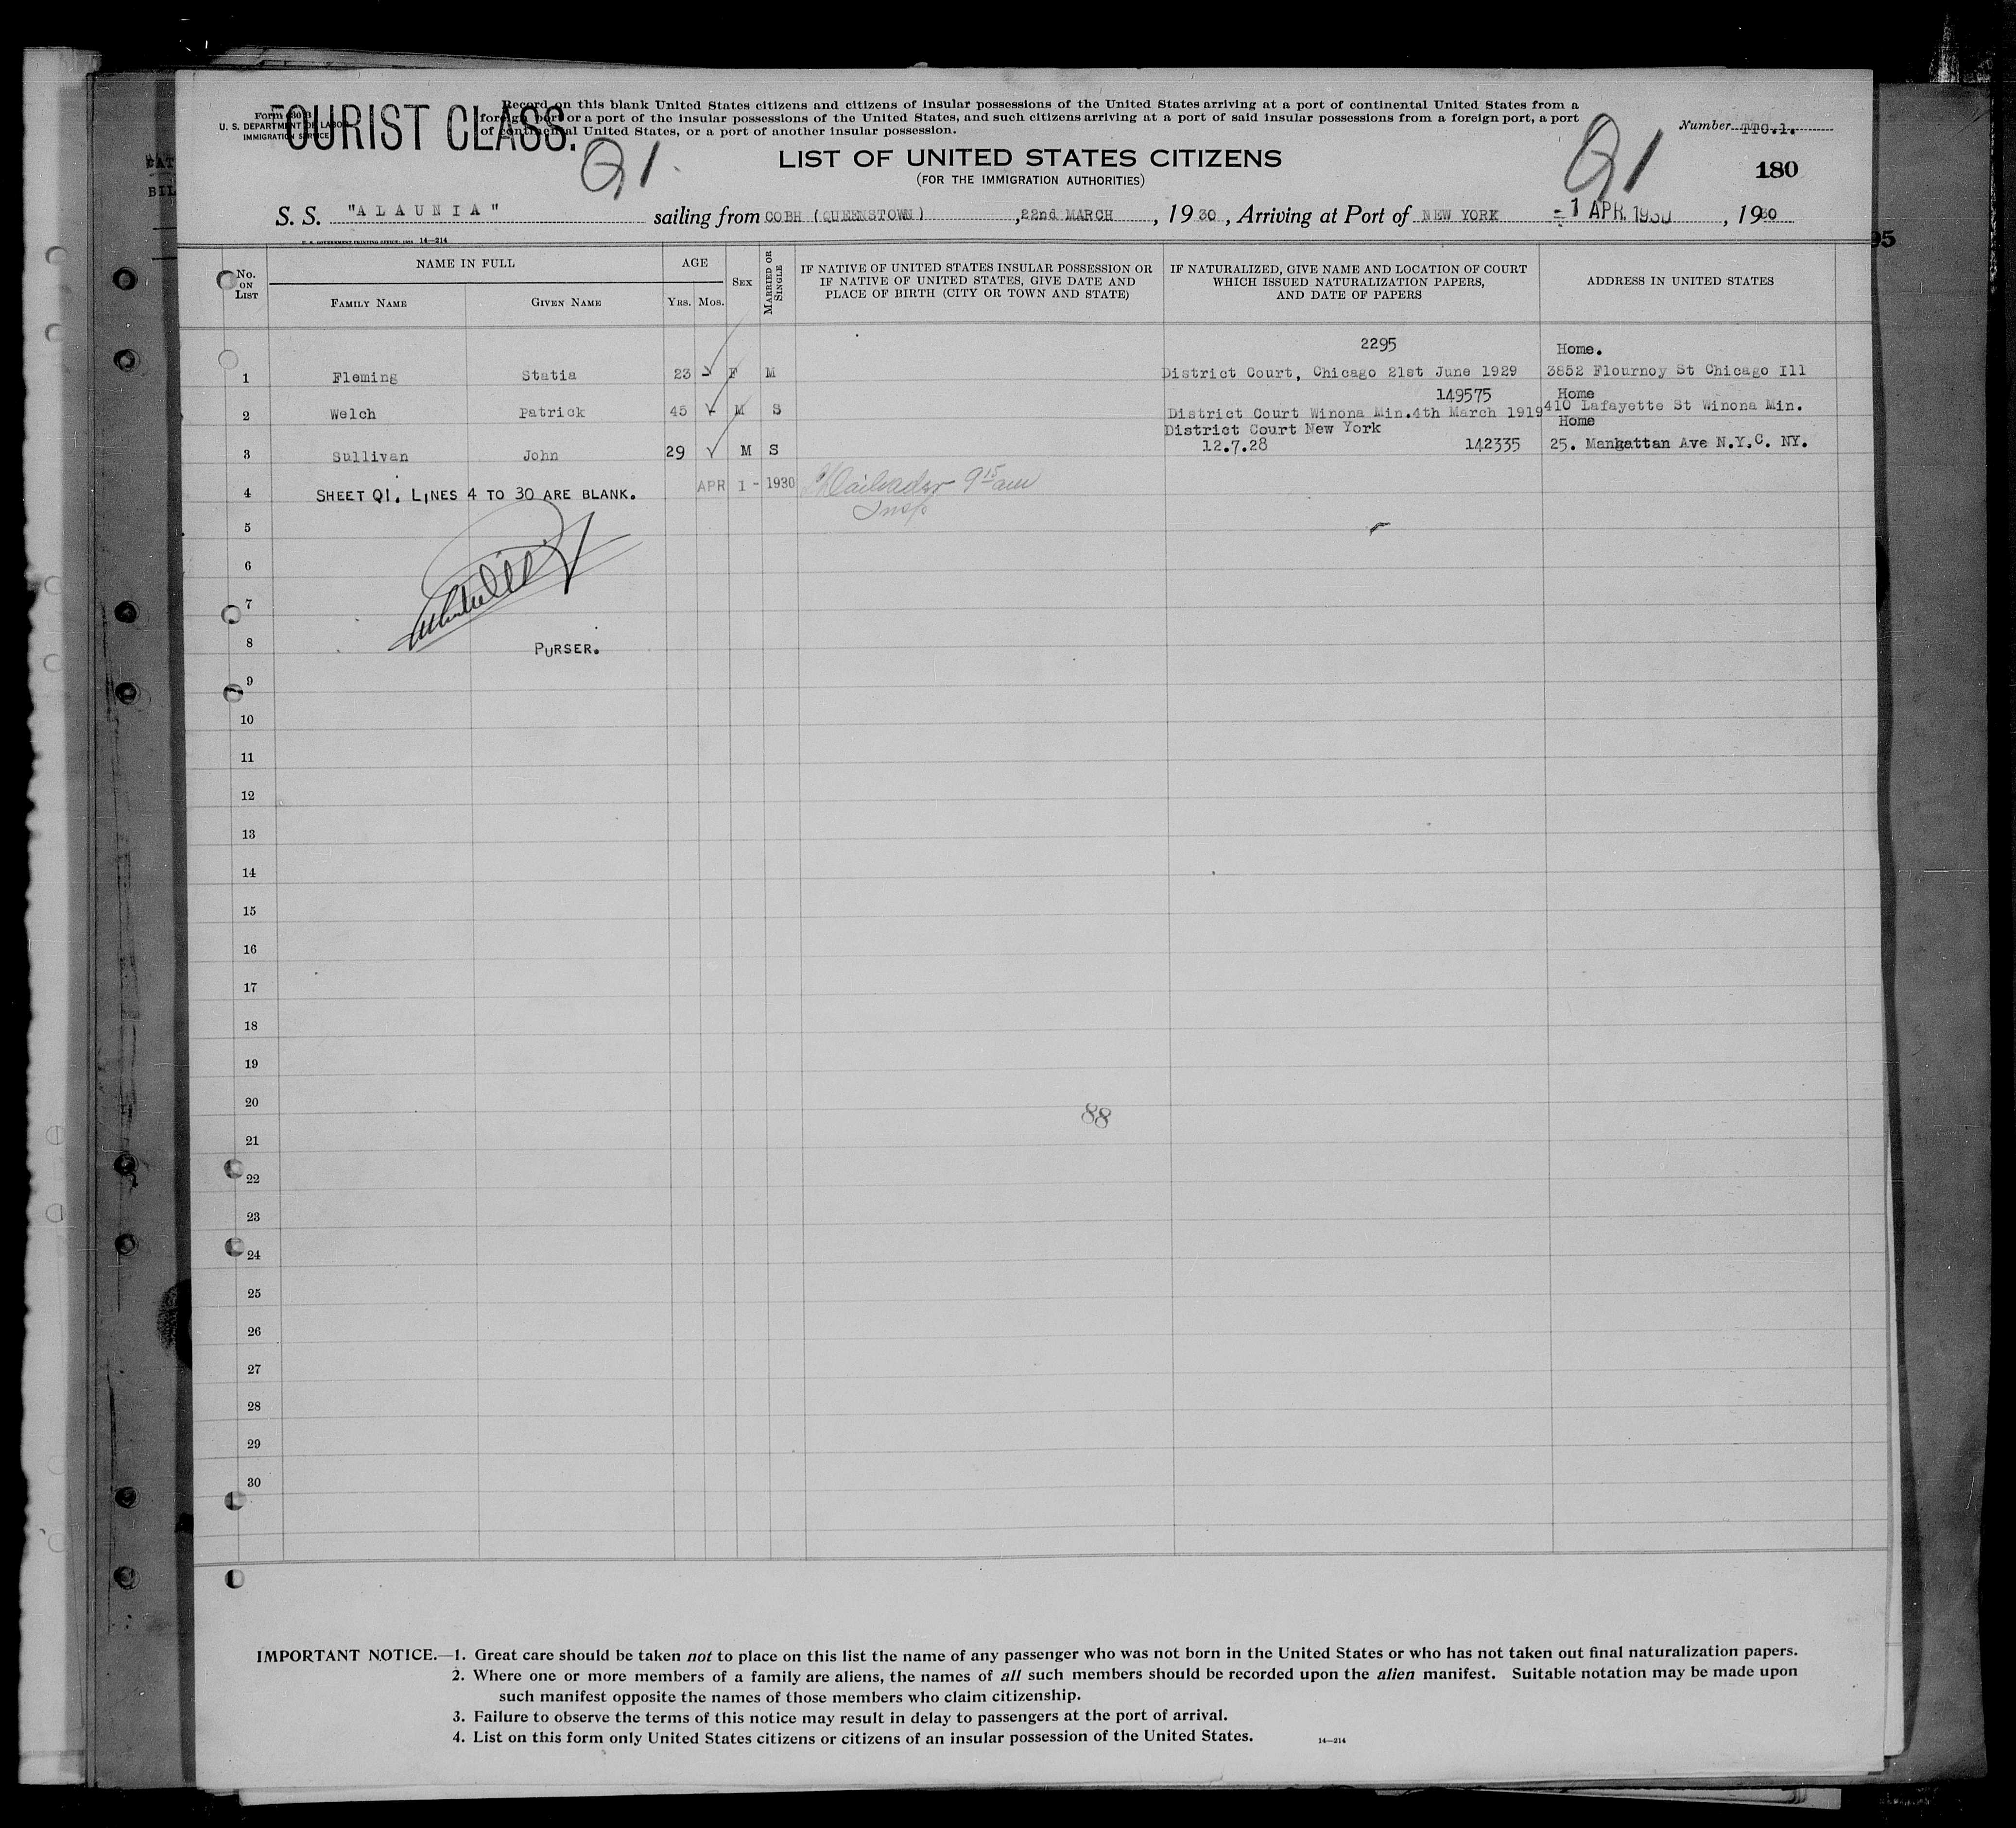 TOURIST CLASS.
Form 630 B
U. S. DEPARTMENT OF LABOR
IMMIGRATION SERVICE
Record on this blank United States citizens and citizens of insular possessions of the United States arriving at a port of continental United States from a
foreign port or a port of the insular possessions of the United States, and such citizens arriving at a port of said insular possessions from a foreign port, a port
of continental United States, or a port of another insular possession.
Number TTC.1.
Q1.
LIST OF UNITED STATES CITIZENS
(FOR THE IMMIGRATION AUTHORITIES)
Q1
180
S. S. "ALAUNIA" sailing from COBH (QUEENSTOWN), 22nd MARCH, 1930, Arriving at Port of NEW YORK - 1 APR. 1930, 1930
U. S. GOVERNMENT PRINTING OFFICE: 14—214
95
No. ON LIST
NAME IN FULL
FAMILY NAME
GIVEN NAME
AGE
YRS. MOS.
SEX
MARRIED OR SINGLE
IF NATIVE OF UNITED STATES INSULAR POSSESSION OR
IF NATIVE OF UNITED STATES, GIVE DATE AND
PLACE OF BIRTH (CITY OR TOWN AND STATE)
IF NATURALIZED, GIVE NAME AND LOCATION OF COURT
WHICH ISSUED NATURALIZATION PAPERS,
AND DATE OF PAPERS
ADDRESS IN UNITED STATES
2295 Home.
1 Fleming Statia 23 F M District Court, Chicago 21st June 1929 3852 Flournoy St Chicago Ill
149575 Home
2 Welch Patrick 45 M S District Court Winona Min. 4th March 1919 410 Lafayette St Winona Min.
District Court New York Home
3 Sullivan John 29 M S 12.7.28 142335 25. Manhattan Ave N.Y.C. NY.
4 SHEET Q1. LINES 4 TO 30 ARE BLANK. APR 1 - 1930 9 15 am
Insp
5
6
7
8 PURSER.
9
10
11
12
13
14
15
16
17
18
19
20
88
21
22
23
24
25
26
27
28
29
30
IMPORTANT NOTICE.—1. Great care should be taken not to place on this list the name of any passenger who was not born in the United States or who has not taken out final naturalization papers.
2. Where one or more members of a family are aliens, the names of all such members should be recorded upon the alien manifest. Suitable notation may be made upon
such manifest opposite the names of those members who claim citizenship.
3. Failure to observe the terms of this notice may result in delay to passengers at the port of arrival.
4. List on this form only United States citizens or citizens of an insular possession of the United States.
14—214